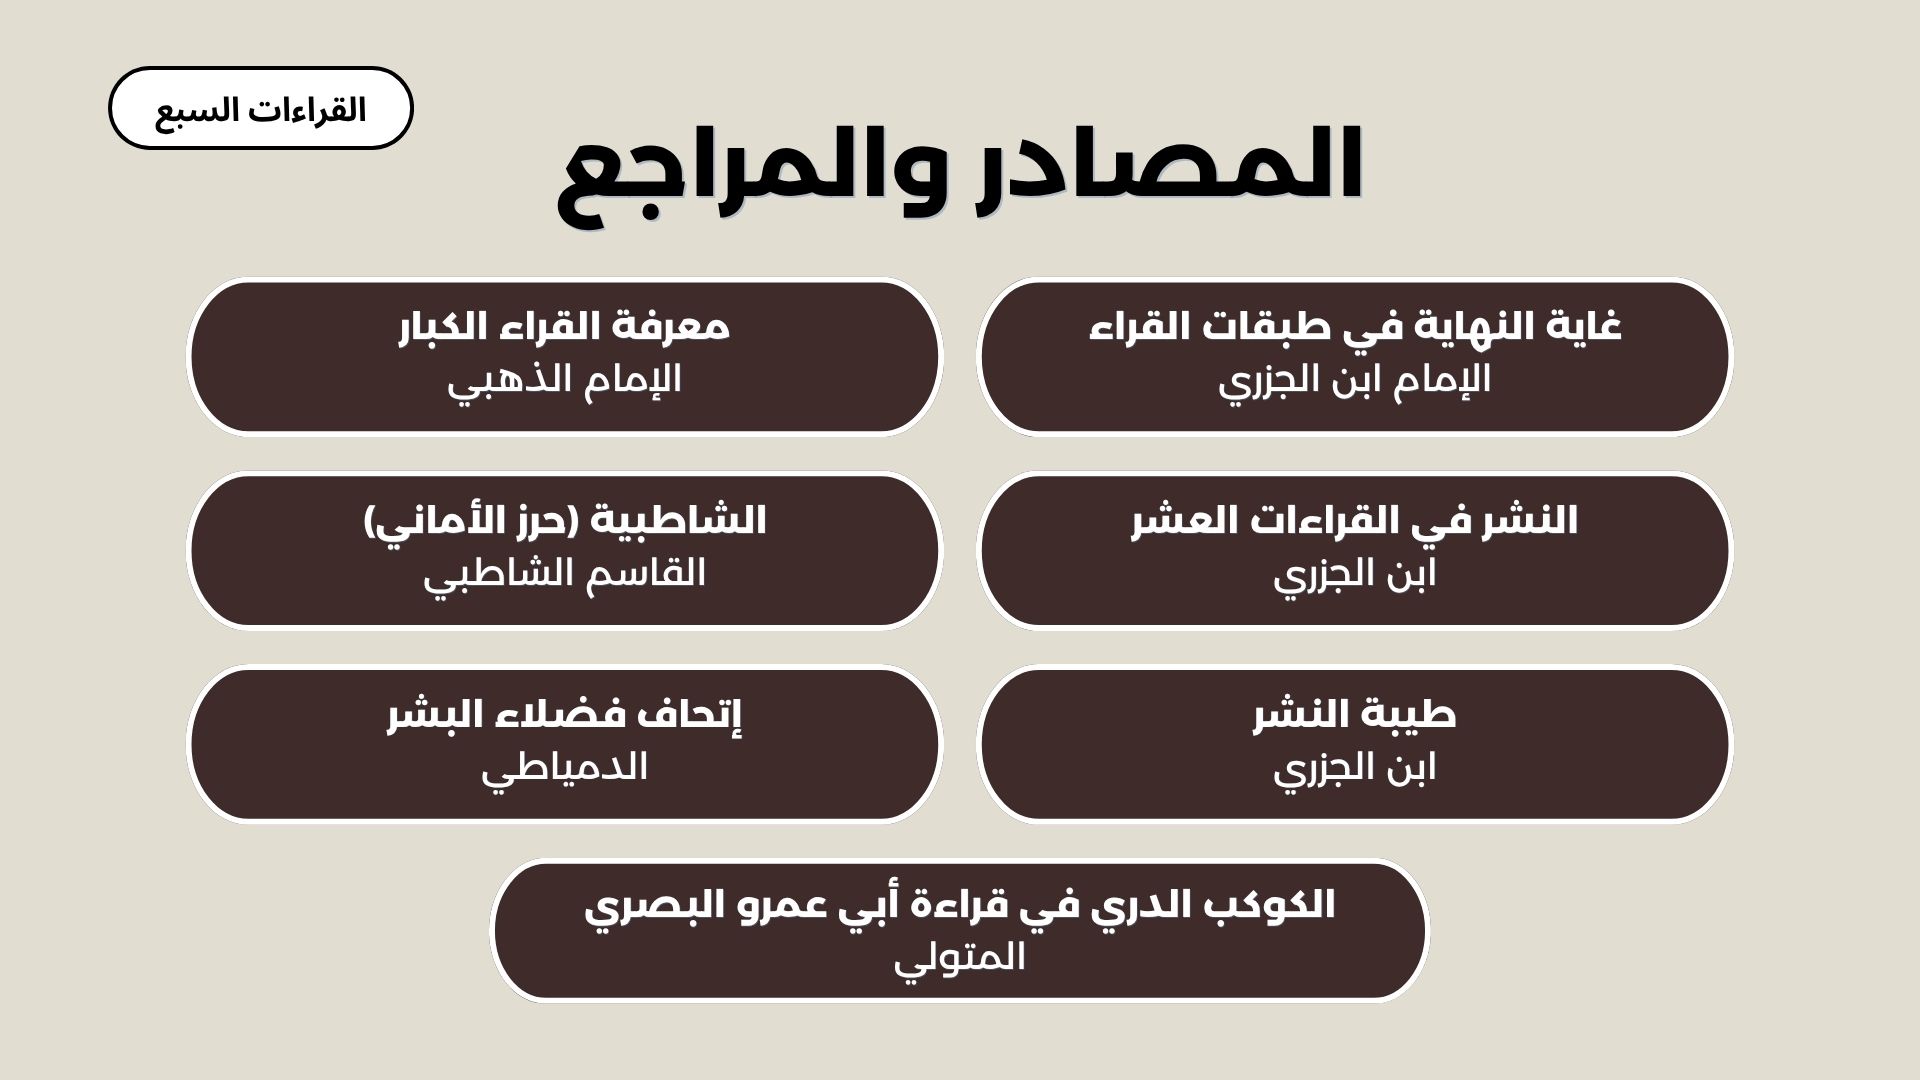 القراءات السبع
المصادر والمراجع
غاية النهاية في طبقات القراء
الإمام ابن الجزري
معرفة القراء الكبار
الإمام الذهبي
النشر في القراءات العشر
ابن الجزري
الشاطبية (حرز الأماني)
القاسم الشاطبي
طيبة النشر
ابن الجزري
إتحاف فضلاء البشر
الدمياطي
الكوكب الدري في قراءة أبي عمرو البصري
المتولي